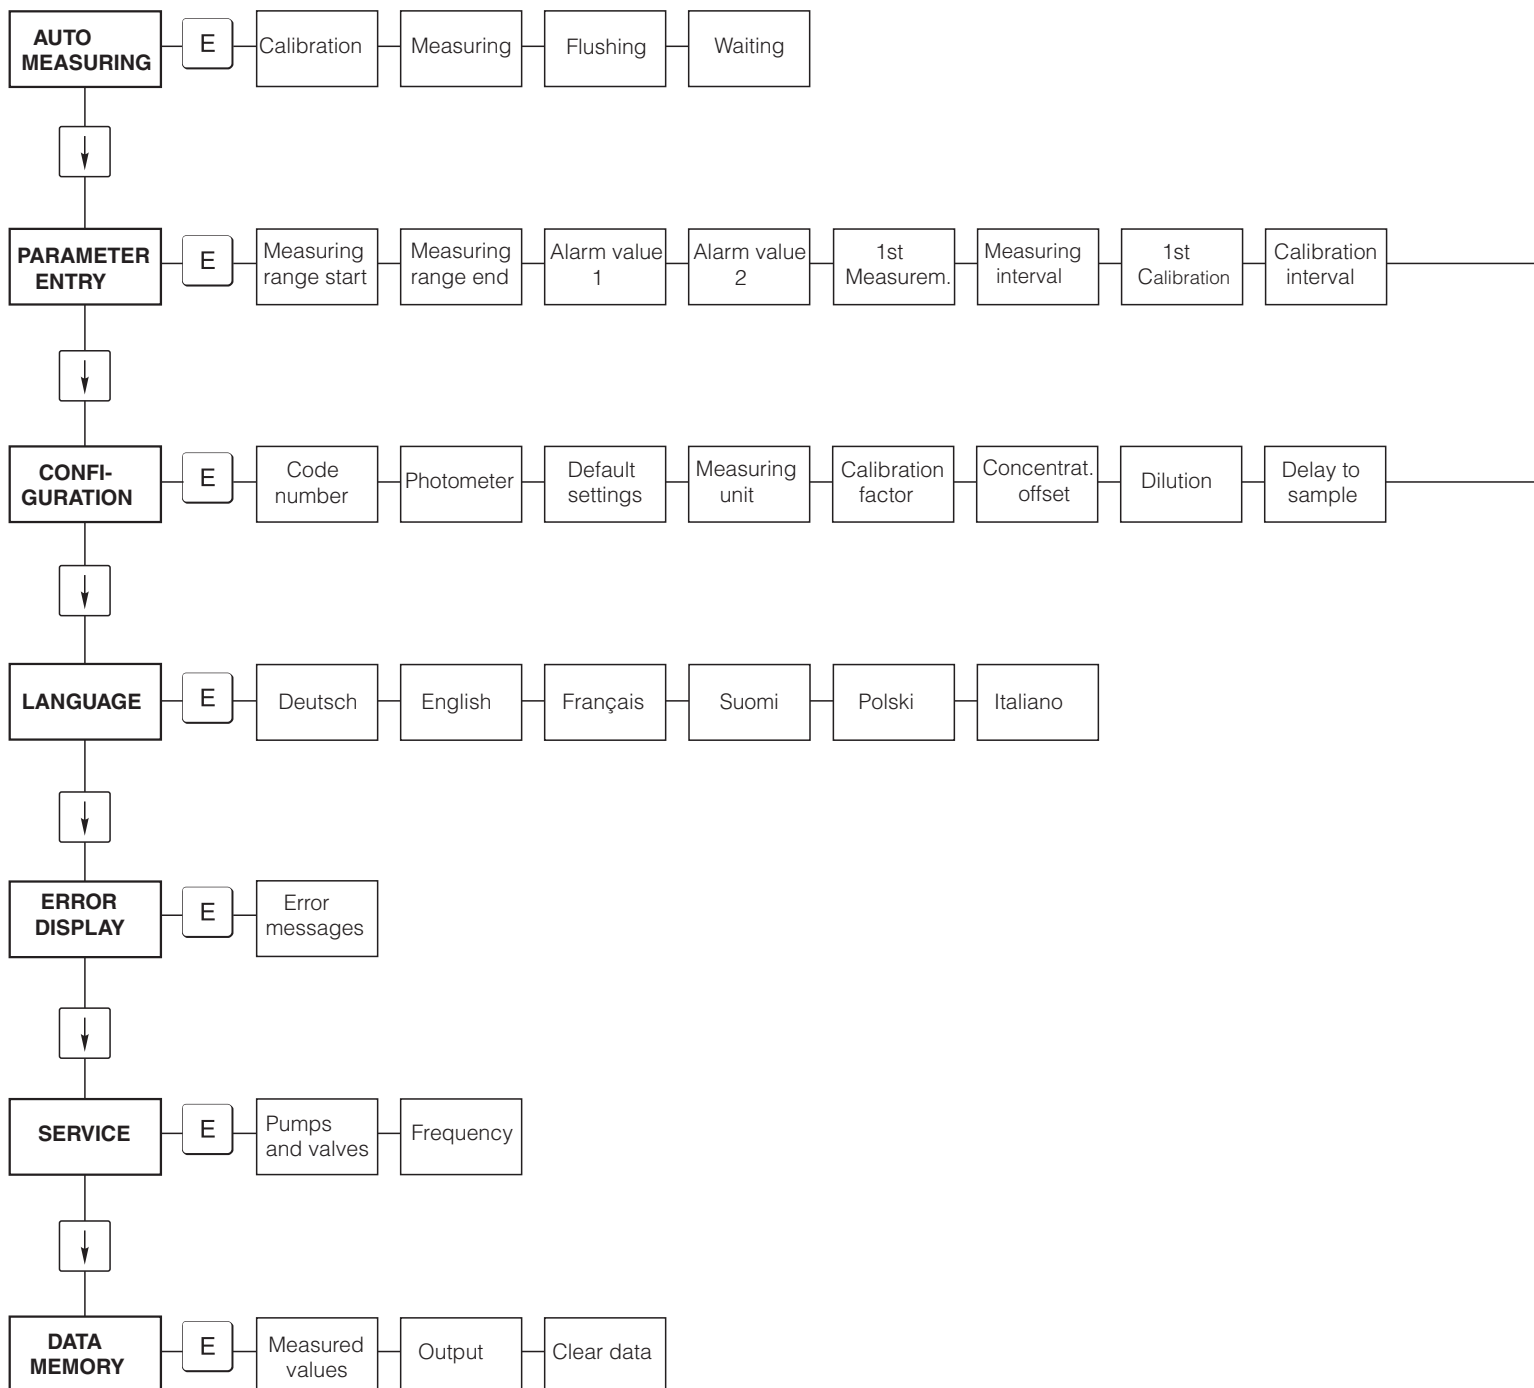 AUTO
MEASURING
E
Calibration
Measuring
Flushing
Waiting
PARAMETER
ENTRY
E
Measuring
range start
Measuring
range end
Alarm value
1
Alarm value
2
1st
Measurem.
Measuring
interval
1st
Calibration
Calibration
interval
CONFI-
GURATION
E
Code
number
Photometer
Default
settings
Measuring
unit
Calibration
factor
Concentrat.
offset
Dilution
Delay to
sample
LANGUAGE
E
Deutsch
English
Français
Suomi
Polski
Italiano
ERROR
DISPLAY
E
Error
messages
SERVICE
E
Pumps
and valves
Frequency
DATA
MEMORY
E
Measured
values
Output
Clear data